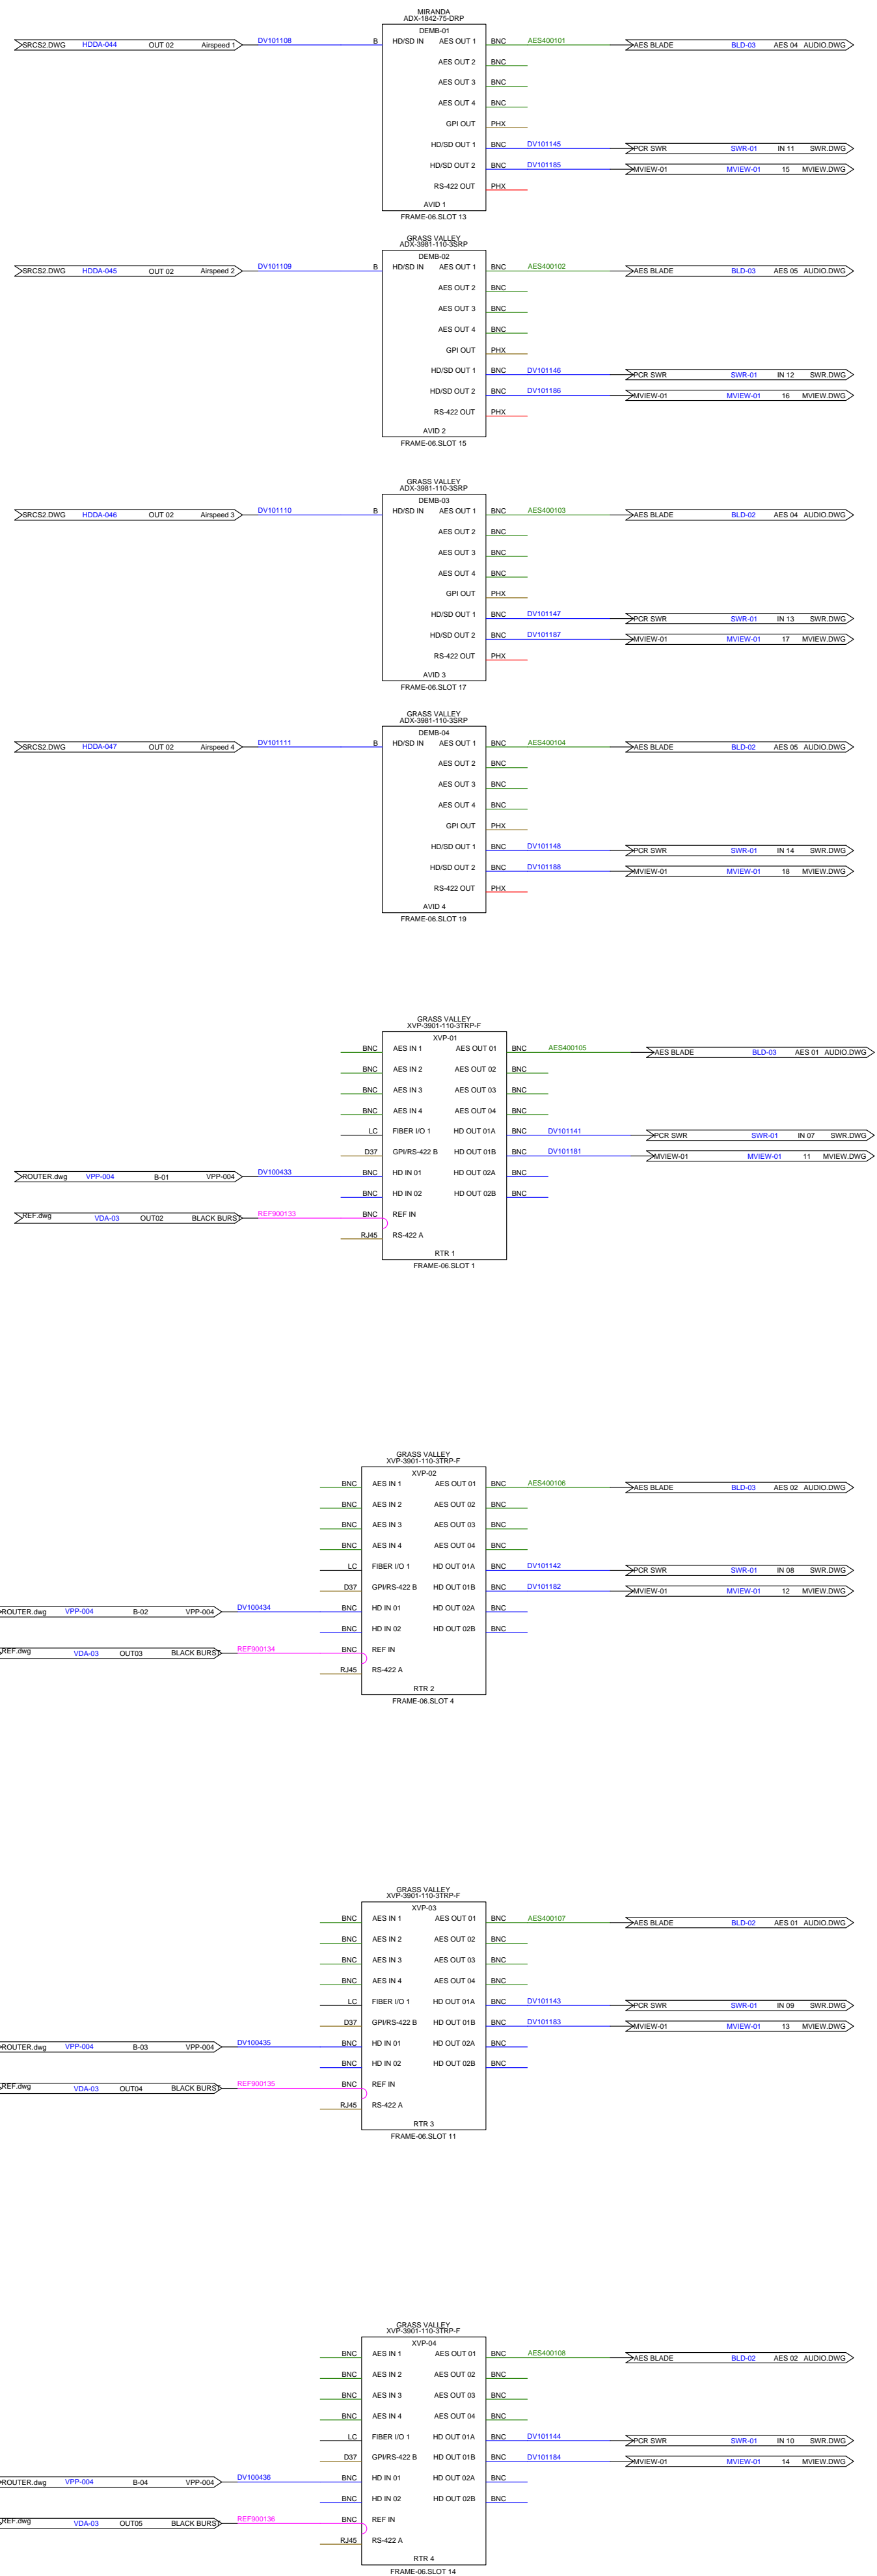 MIRANDA
ADX-1842-75-DRP
DEMB-01
SRCS2.DWG HDDA-044 OUT 02 Airspeed 1 DV101108 B HD/SD IN AES OUT 1 BNC AES400101 AES BLADE BLD-03 AES 04 AUDIO.DWG
AES OUT 2 BNC
AES OUT 3 BNC
AES OUT 4 BNC
GPI OUT PHX
HD/SD OUT 1 BNC DV101145 PCR SWR SWR-01 IN 11 SWR.DWG
HD/SD OUT 2 BNC DV101185 MVIEW-01 MVIEW-01 15 MVIEW.DWG
RS-422 OUT PHX
AVID 1
FRAME-06.SLOT 13
GRASS VALLEY
ADX-3981-110-3SRP
DEMB-02
SRCS2.DWG HDDA-045 OUT 02 Airspeed 2 DV101109 B HD/SD IN AES OUT 1 BNC AES400102 AES BLADE BLD-03 AES 05 AUDIO.DWG
AES OUT 2 BNC
AES OUT 3 BNC
AES OUT 4 BNC
GPI OUT PHX
HD/SD OUT 1 BNC DV101146 PCR SWR SWR-01 IN 12 SWR.DWG
HD/SD OUT 2 BNC DV101186 MVIEW-01 MVIEW-01 16 MVIEW.DWG
RS-422 OUT PHX
AVID 2
FRAME-06.SLOT 15
GRASS VALLEY
ADX-3981-110-3SRP
DEMB-03
SRCS2.DWG HDDA-046 OUT 02 Airspeed 3 DV101110 B HD/SD IN AES OUT 1 BNC AES400103 AES BLADE BLD-02 AES 04 AUDIO.DWG
AES OUT 2 BNC
AES OUT 3 BNC
AES OUT 4 BNC
GPI OUT PHX
HD/SD OUT 1 BNC DV101147 PCR SWR SWR-01 IN 13 SWR.DWG
HD/SD OUT 2 BNC DV101187 MVIEW-01 MVIEW-01 17 MVIEW.DWG
RS-422 OUT PHX
AVID 3
FRAME-06.SLOT 17
GRASS VALLEY
ADX-3981-110-3SRP
DEMB-04
SRCS2.DWG HDDA-047 OUT 02 Airspeed 4 DV101111 B HD/SD IN AES OUT 1 BNC AES400104 AES BLADE BLD-02 AES 05 AUDIO.DWG
AES OUT 2 BNC
AES OUT 3 BNC
AES OUT 4 BNC
GPI OUT PHX
HD/SD OUT 1 BNC DV101148 PCR SWR SWR-01 IN 14 SWR.DWG
HD/SD OUT 2 BNC DV101188 MVIEW-01 MVIEW-01 18 MVIEW.DWG
RS-422 OUT PHX
AVID 4
FRAME-06.SLOT 19
GRASS VALLEY
XVP-3901-110-3TRP-F
XVP-01
BNC AES IN 1 AES OUT 01 BNC AES400105 AES BLADE BLD-03 AES 01 AUDIO.DWG
BNC AES IN 2 AES OUT 02 BNC
BNC AES IN 3 AES OUT 03 BNC
BNC AES IN 4 AES OUT 04 BNC
LC FIBER I/O 1 HD OUT 01A BNC DV101141 PCR SWR SWR-01 IN 07 SWR.DWG
D37 GPI/RS-422 B HD OUT 01B BNC DV101181 MVIEW-01 MVIEW-01 11 MVIEW.DWG
ROUTER.dwg VPP-004 B-01 VPP-004 DV100433 BNC HD IN 01 HD OUT 02A BNC
BNC HD IN 02 HD OUT 02B BNC
REF.dwg VDA-03 OUT02 BLACK BURST REF900133 BNC REF IN
RJ45 RS-422 A
RTR 1
FRAME-06.SLOT 1
GRASS VALLEY
XVP-3901-110-3TRP-F
XVP-02
BNC AES IN 1 AES OUT 01 BNC AES400106 AES BLADE BLD-03 AES 02 AUDIO.DWG
BNC AES IN 2 AES OUT 02 BNC
BNC AES IN 3 AES OUT 03 BNC
BNC AES IN 4 AES OUT 04 BNC
LC FIBER I/O 1 HD OUT 01A BNC DV101142 PCR SWR SWR-01 IN 08 SWR.DWG
D37 GPI/RS-422 B HD OUT 01B BNC DV101182 MVIEW-01 MVIEW-01 12 MVIEW.DWG
ROUTER.dwg VPP-004 B-02 VPP-004 DV100434 BNC HD IN 01 HD OUT 02A BNC
BNC HD IN 02 HD OUT 02B BNC
REF.dwg VDA-03 OUT03 BLACK BURST REF900134 BNC REF IN
RJ45 RS-422 A
RTR 2
FRAME-06.SLOT 4
GRASS VALLEY
XVP-3901-110-3TRP-F
XVP-03
BNC AES IN 1 AES OUT 01 BNC AES400107 AES BLADE BLD-02 AES 01 AUDIO.DWG
BNC AES IN 2 AES OUT 02 BNC
BNC AES IN 3 AES OUT 03 BNC
BNC AES IN 4 AES OUT 04 BNC
LC FIBER I/O 1 HD OUT 01A BNC DV101143 PCR SWR SWR-01 IN 09 SWR.DWG
D37 GPI/RS-422 B HD OUT 01B BNC DV101183 MVIEW-01 MVIEW-01 13 MVIEW.DWG
ROUTER.dwg VPP-004 B-03 VPP-004 DV100435 BNC HD IN 01 HD OUT 02A BNC
BNC HD IN 02 HD OUT 02B BNC
REF.dwg VDA-03 OUT04 BLACK BURST REF900135 BNC REF IN
RJ45 RS-422 A
RTR 3
FRAME-06.SLOT 11
GRASS VALLEY
XVP-3901-110-3TRP-F
XVP-04
BNC AES IN 1 AES OUT 01 BNC AES400108 AES BLADE BLD-02 AES 02 AUDIO.DWG
BNC AES IN 2 AES OUT 02 BNC
BNC AES IN 3 AES OUT 03 BNC
BNC AES IN 4 AES OUT 04 BNC
LC FIBER I/O 1 HD OUT 01A BNC DV101144 PCR SWR SWR-01 IN 10 SWR.DWG
D37 GPI/RS-422 B HD OUT 01B BNC DV101184 MVIEW-01 MVIEW-01 14 MVIEW.DWG
ROUTER.dwg VPP-004 B-04 VPP-004 DV100436 BNC HD IN 01 HD OUT 02A BNC
BNC HD IN 02 HD OUT 02B BNC
REF.dwg VDA-03 OUT05 BLACK BURST REF900136 BNC REF IN
RJ45 RS-422 A
RTR 4
FRAME-06.SLOT 14